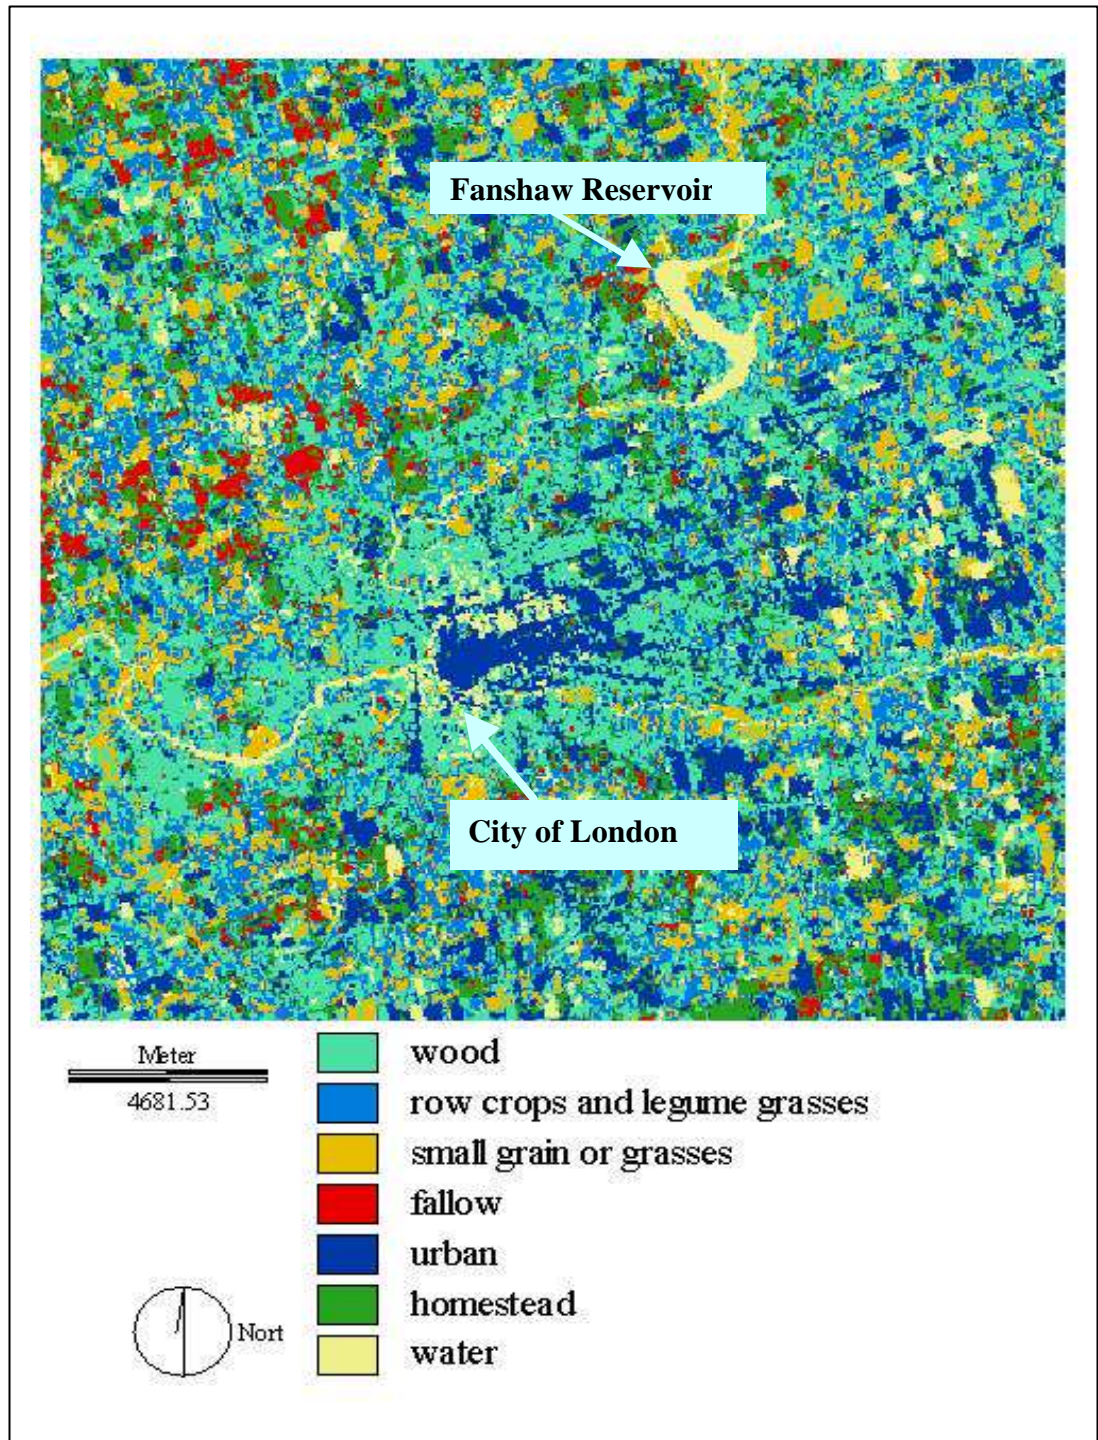 Fanshaw Reservoir
City of London
Meter
4681.53
Nort
wood
row crops and legume grasses
small grain or grasses
fallow
urban
homestead
water